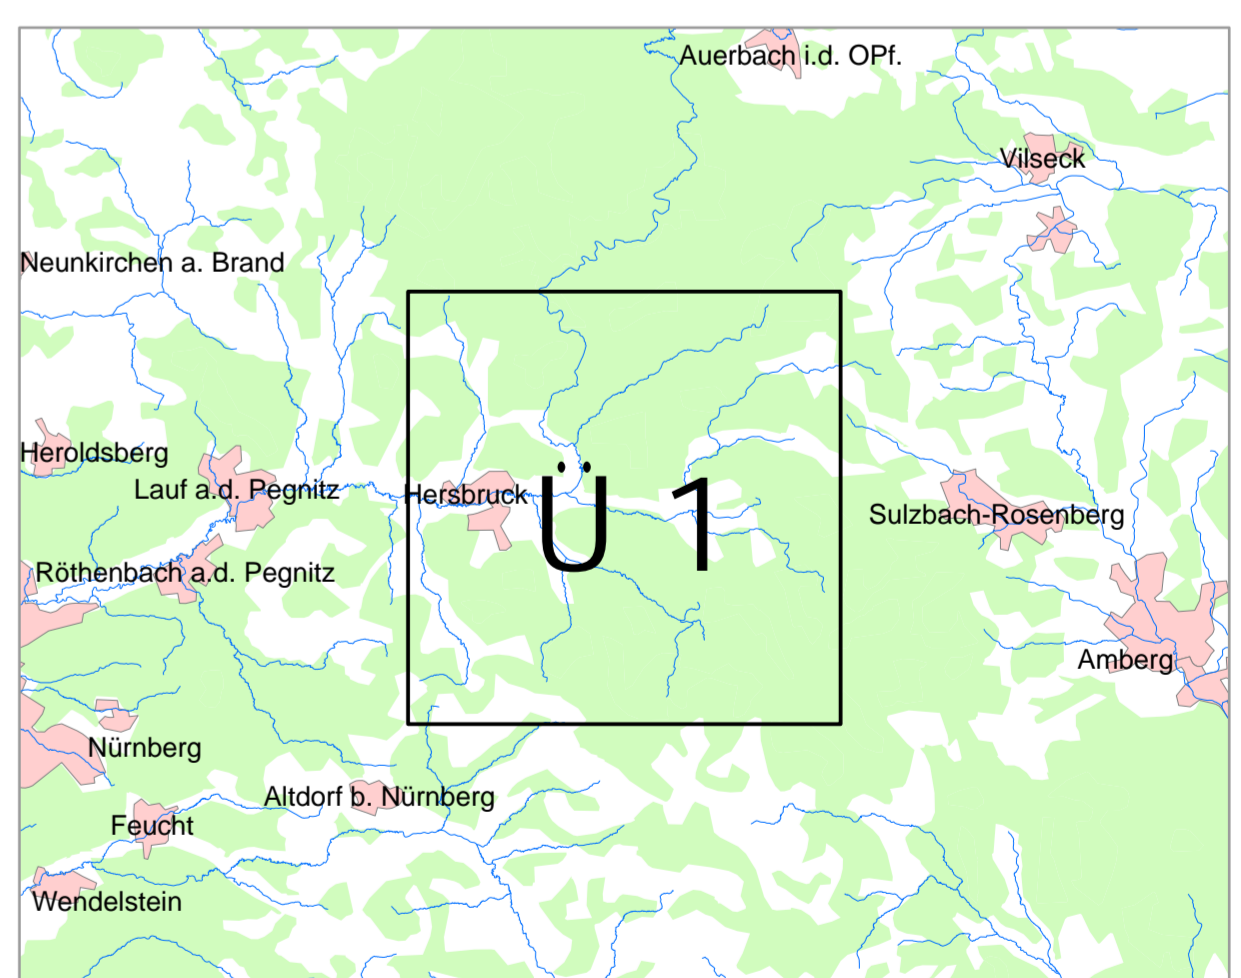 Auerbach i.d. OPf.
Vilseck
Neunkirchen a. Brand
Heroldsberg
Lauf a.d. Pegnitz
Hersbruck
Ü 1
Sulzbach-Rosenberg
Röthenbach a.d. Pegnitz
Amberg
Nürnberg
Altdorf b. Nürnberg
Feucht
Wendelstein